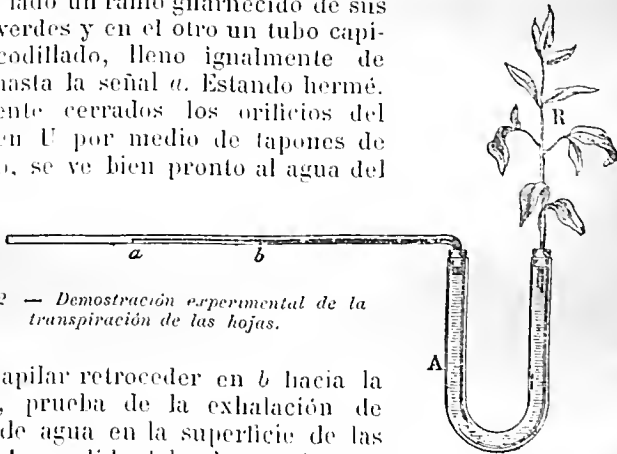 lado un ramo guarnecido de sus
verdes y en el otro un tubo capi-
codillado, lleno igualmente de
hasta la señal a. Estando hermé.
ente cerrados los orificios del
en U por medio de tapones de
o, se ve bien pronto al agua del
R
a
b
2 — Demostración experimental de la
transpiración de las hojas.
A
capilar retroceder en b hacia la
, prueba de la exhalación de
de agua en la superficie de las